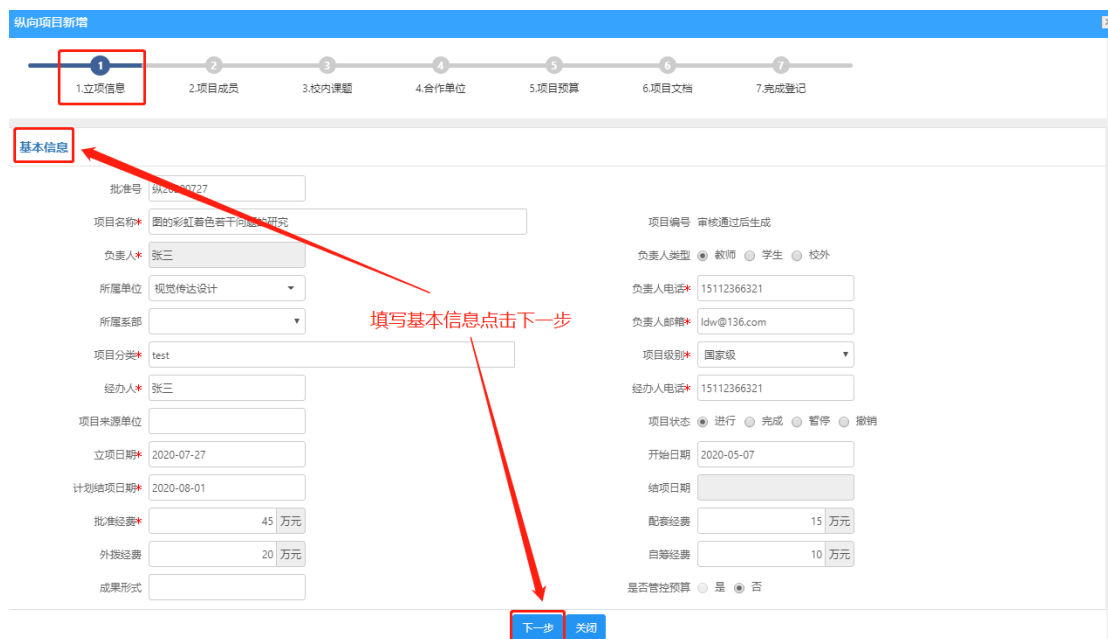 纵向项目新增
1 2 3 4 5 6 7
1.立项信息 2.项目成员 3.校内课题 4.合作单位 5.项目预算 6.项目文档 7.完成登记
基本信息
批准号
项目名称* 图的彩虹着色若干问题的研究 项目编号 审核通过后生成
负责人* 张三 负责人类型 教师 学生 校外
所属单位 视觉传达设计 负责人电话* 15112366321
所属系部 负责人邮箱* ldw@136.com
填写基本信息点击下一步
项目分类* test 项目级别* 国家级
经办人* 张三 经办人电话* 15112366321
项目来源单位 项目状态 进行 完成 暂停 撤销
立项日期* 2020-07-27 开始日期 2020-05-07
计划结项日期* 2020-08-01 结项日期
批准经费* 45 万元 配套经费 15 万元
外拨经费 20 万元 自筹经费 10 万元
成果形式 是否管控预算 是 否
下一步 关闭